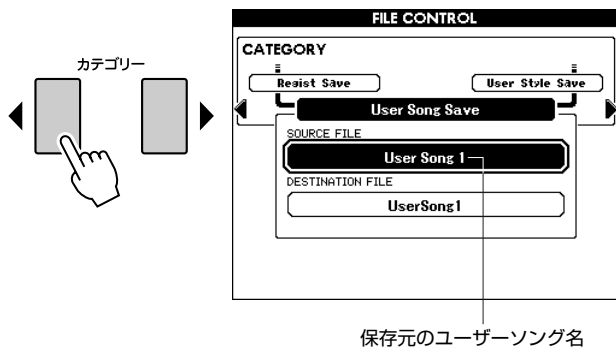 FILE CONTROL
カテゴリー
CATEGORY
Regist Save
User Style Save
User Song Save
SOURCE FILE
User Song 1
DESTINATION FILE
UserSong1
保存元のユーザーソング名